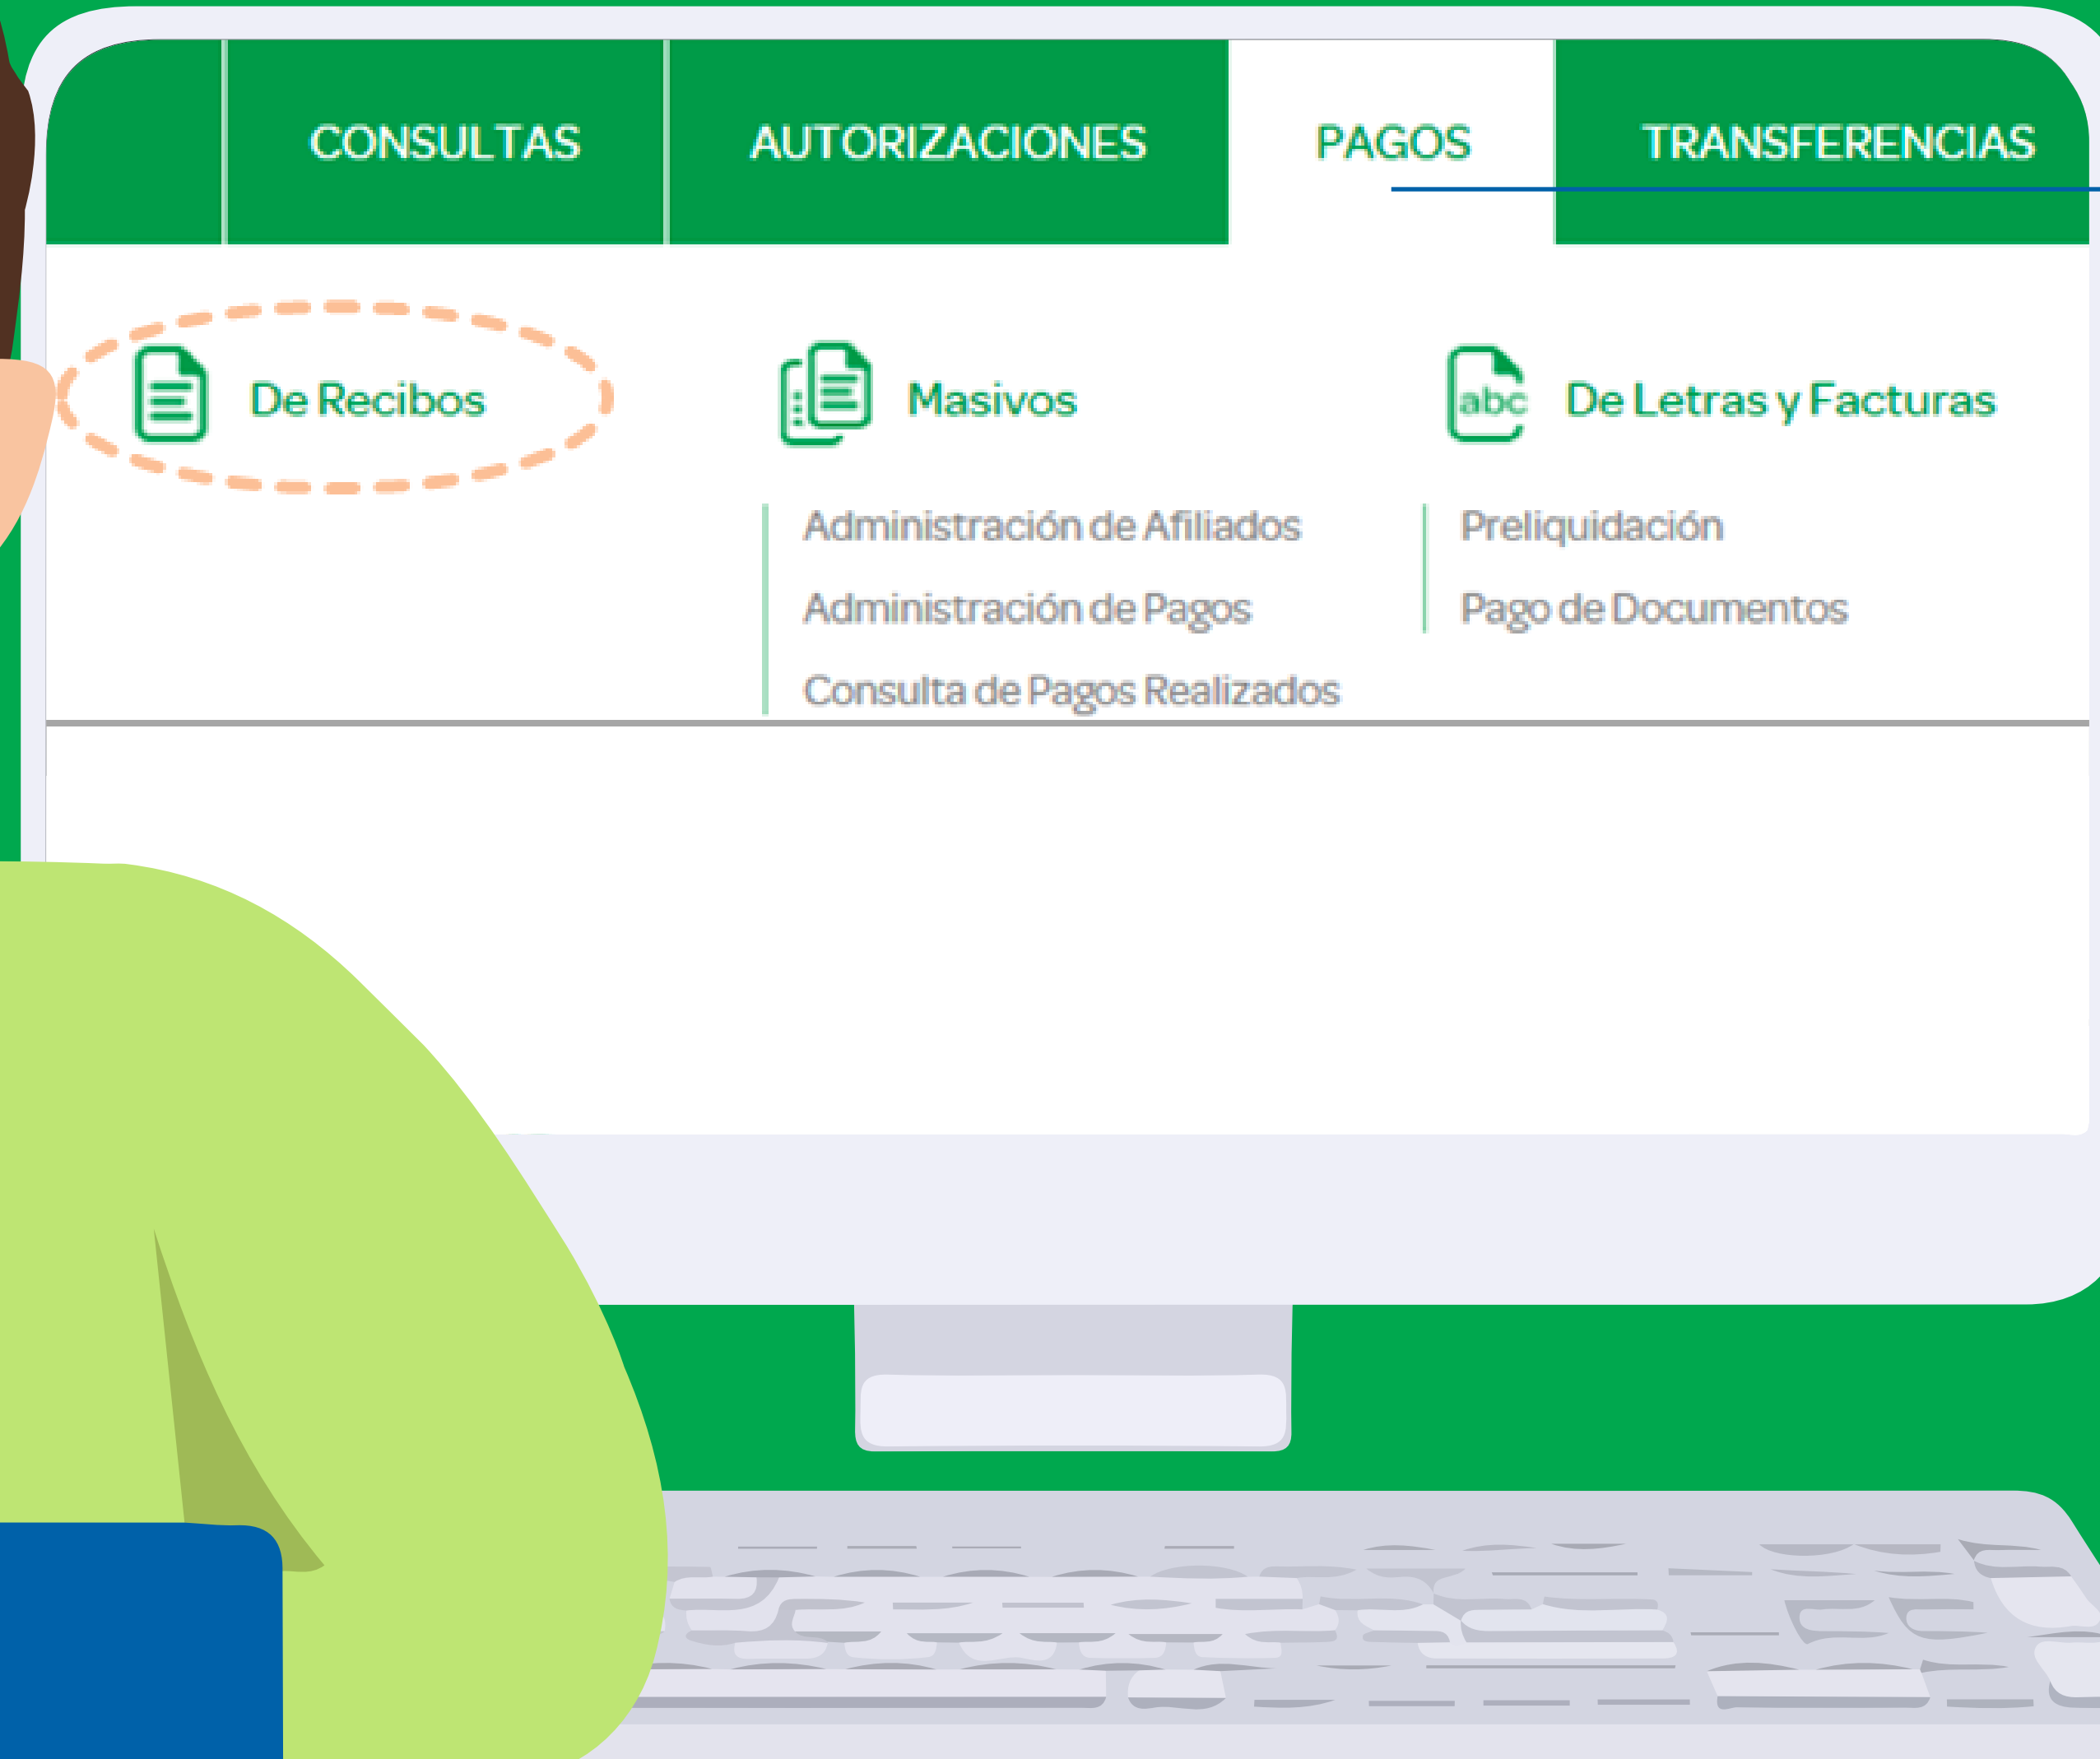 CONSULTAS AUTORIZACIONES PAGOS TRANSFERENCIAS
De Recibos
Masivos
Administración de Afiliados
Administración de Pagos
Consulta de Pagos Realizados
abc
De Letras y Facturas
Preliquidación
Pago de Documentos